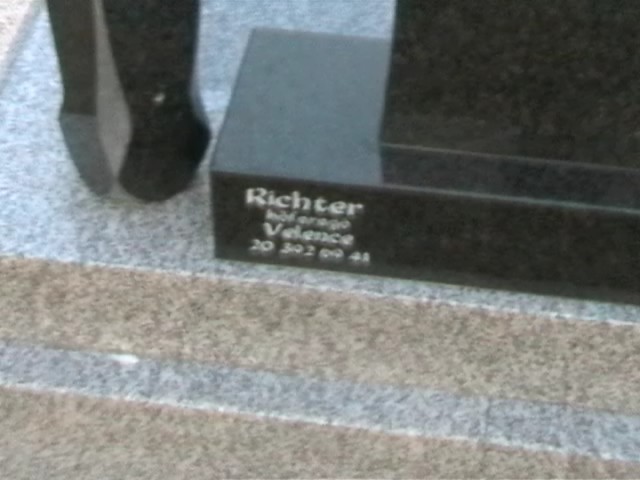 Richter
kőfaragó
Velence
20 392 09 41